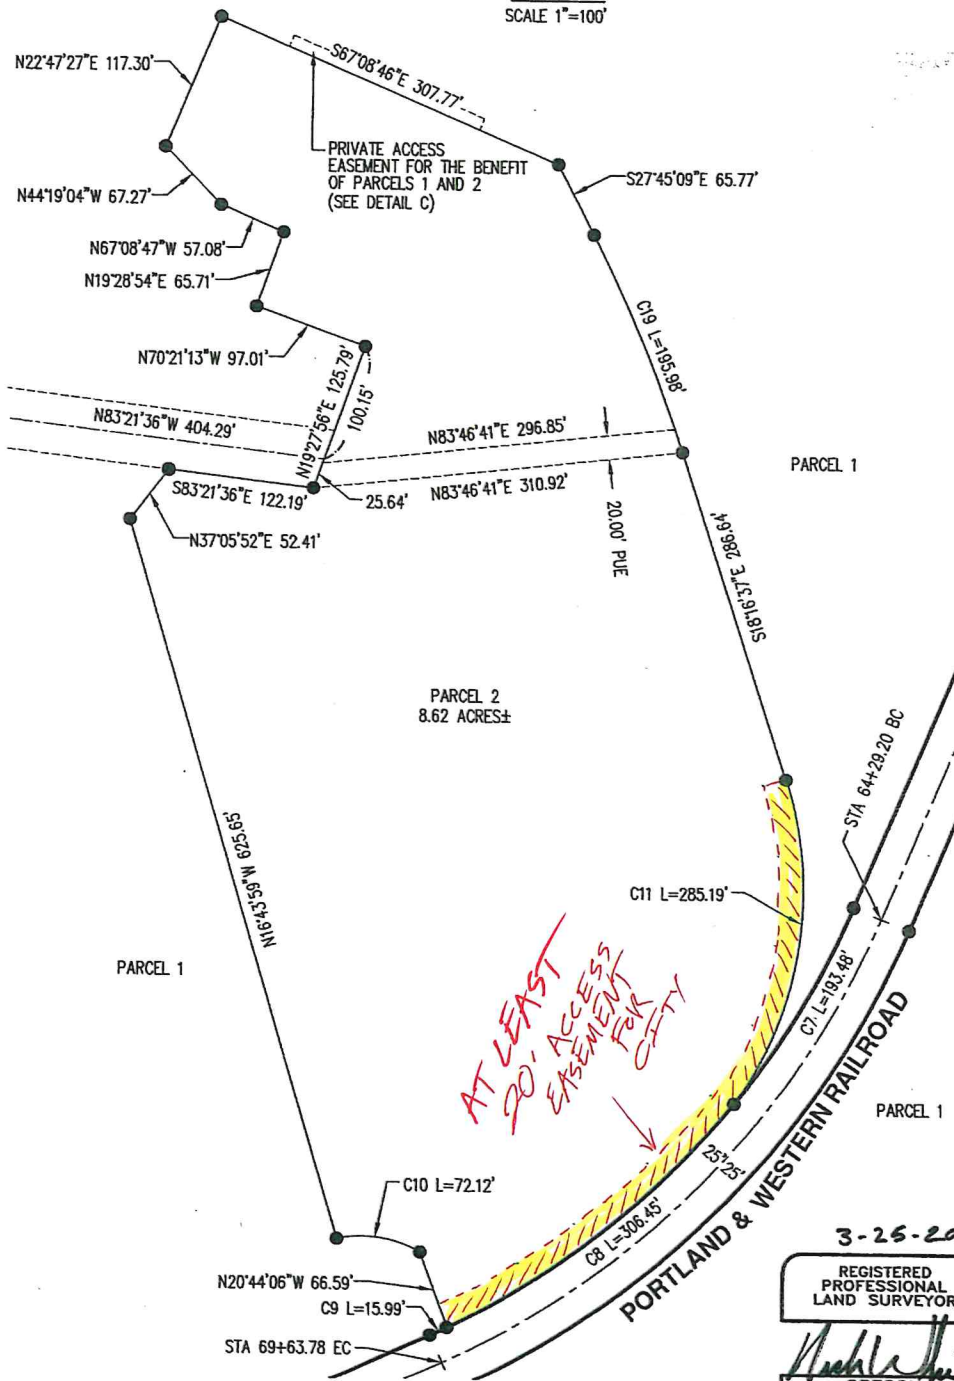 SCALE 1"=100'
N22°47'27"E 117.30'
S67°08'46"E 307.77'
PRIVATE ACCESS
EASEMENT FOR THE BENEFIT
OF PARCELS 1 AND 2
(SEE DETAIL C)
S27°45'09"E 65.77'
N44°19'04"W 67.27'
N67°08'47"W 57.08'
N19°28'54"E 65.71'
C19 L=195.98'
N70°21'13"W 97.01'
N19°27'56"E 125.79'
100.15'
N83°21'36"W 404.29'
N83°46'41"E 296.85'
PARCEL 1
S83°21'36"E 122.19'
25.64'
N83°46'41"E 310.92'
20.00' PUE
N37°05'52"E 52.41'
S18°16'37"E 286.64'
PARCEL 2
8.62 ACRES±
STA 64+29.20 BC
N16°43'59"W 625.65'
C11 L=285.19'
PARCEL 1
AT LEAST
20' ACCESS
EASEMENT
FOR
CITY
C7 L=193.48'
PARCEL 1
25' 25'
C10 L=72.12'
C8 L=306.45'
PORTLAND & WESTERN RAILROAD
N20°44'06"W 66.59'
C9 L=15.99'
STA 69+63.78 EC
3-25-20
REGISTERED
PROFESSIONAL
LAND SURVEYOR